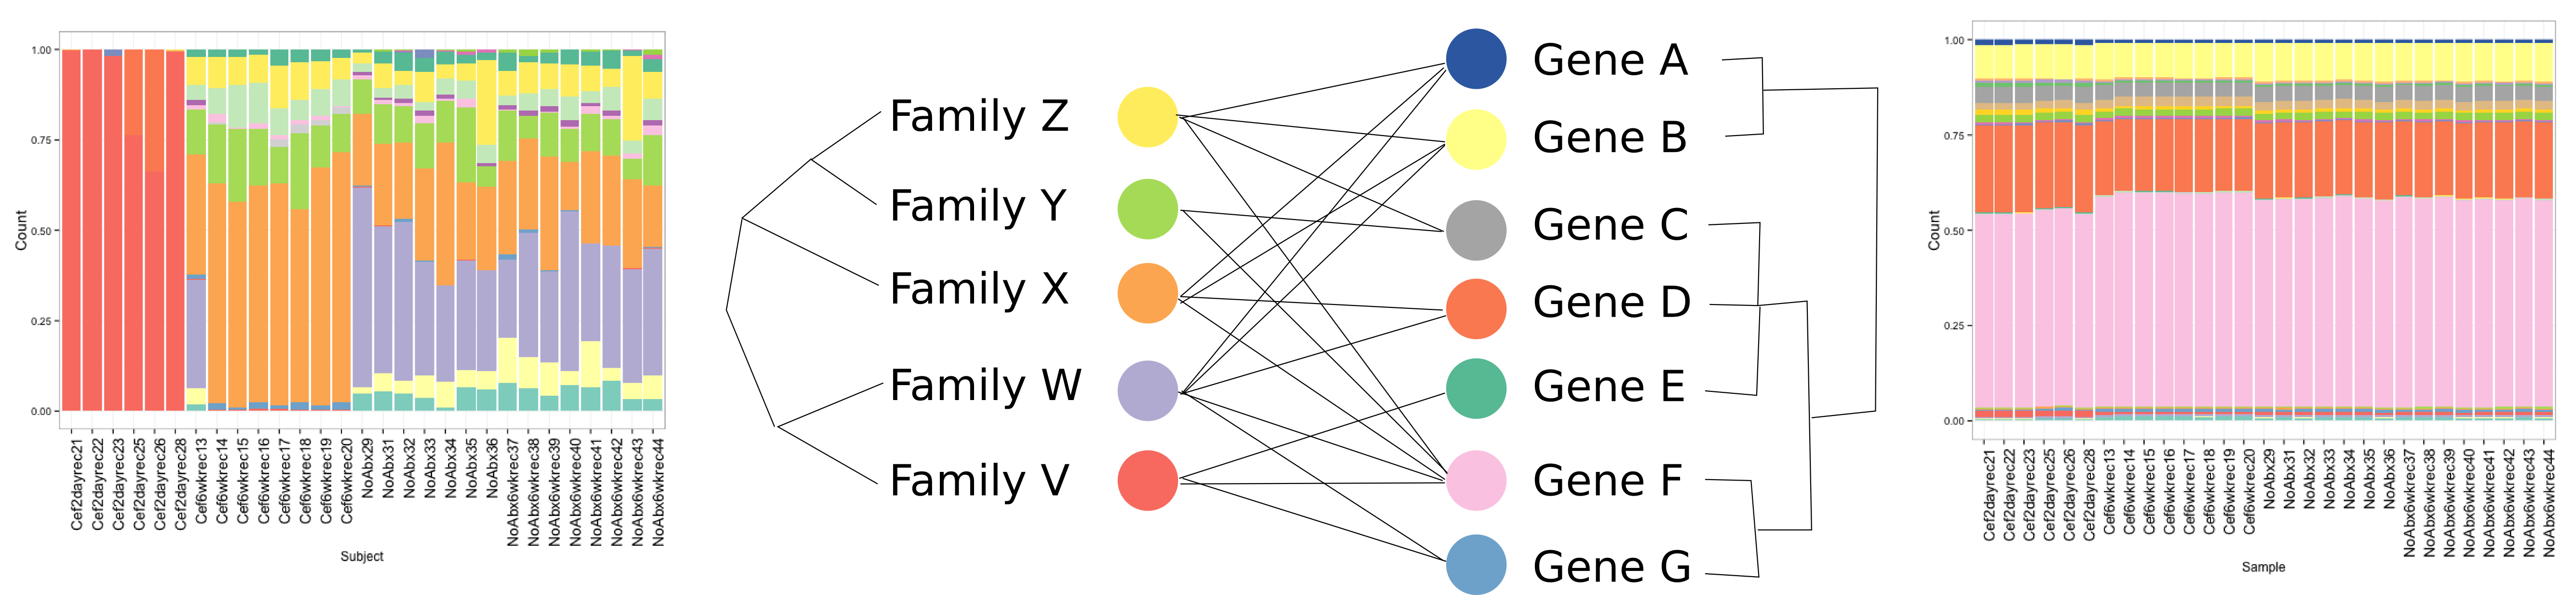 1.00
0.75
0.50
0.25
0.00
Count
Cef2dayrec21
Cef2dayrec22
Cef2dayrec23
Cef2dayrec25
Cef2dayrec26
Cef2dayrec28
Cef6wkrec13
Cef6wkrec14
Cef6wkrec15
Cef6wkrec16
Cef6wkrec17
Cef6wkrec18
Cef6wkrec19
Cef6wkrec20
NoAbx29
NoAbx31
NoAbx32
NoAbx33
NoAbx34
NoAbx35
NoAbx36
NoAbx6wkrec37
NoAbx6wkrec38
NoAbx6wkrec39
NoAbx6wkrec40
NoAbx6wkrec41
NoAbx6wkrec42
NoAbx6wkrec43
NoAbx6wkrec44
Subject
Family Z
Family Y
Family X
Family W
Family V
Gene A
Gene B
Gene C
Gene D
Gene E
Gene F
Gene G
1.00
0.75
0.50
0.25
0.00
Count
Cef2dayrec21
Cef2dayrec22
Cef2dayrec23
Cef2dayrec25
Cef2dayrec26
Cef2dayrec28
Cef6wkrec13
Cef6wkrec14
Cef6wkrec15
Cef6wkrec16
Cef6wkrec17
Cef6wkrec18
Cef6wkrec19
Cef6wkrec20
NoAbx29
NoAbx31
NoAbx32
NoAbx33
NoAbx34
NoAbx35
NoAbx36
NoAbx6wkrec37
NoAbx6wkrec38
NoAbx6wkrec39
NoAbx6wkrec40
NoAbx6wkrec41
NoAbx6wkrec42
NoAbx6wkrec43
NoAbx6wkrec44
Sample